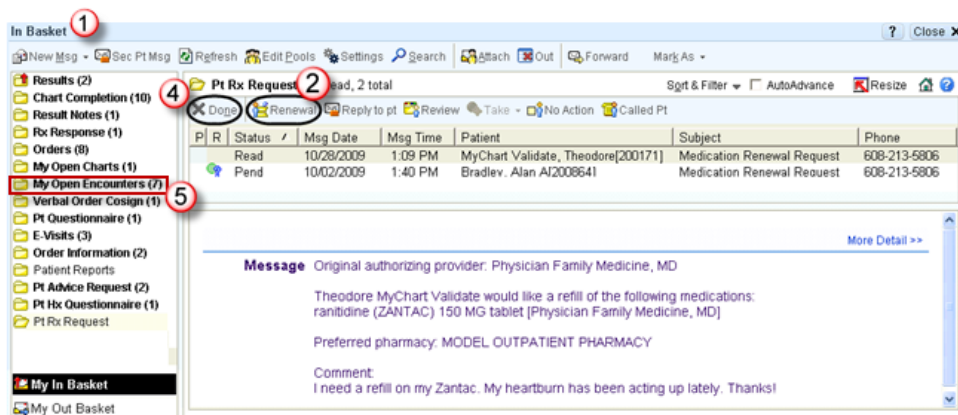 In Basket 1 ? Close X
New Msg Sec Pt Msg Refresh Edit Pools Settings Search Attach Out Forward Mark As
Results (2)
Chart Completion (10)
Result Notes (1)
Rx Response (1)
Orders (8)
My Open Charts (1)
My Open Encounters (7)
Verbal Order Cosign (1)
Pt Questionnaire (1)
E-Visits (3)
Order Information (2)
Patient Reports
Pt Advice Request (2)
Pt Hx Questionnaire (1)
Pt Rx Request
My In Basket
My Out Basket
5
4 Pt Rx Request 2 ead, 2 total Sort & Filter AutoAdvance Resize
Done Renewal Reply to pt Review Take No Action Called Pt
P R Status Msg Date Msg Time Patient Subject Phone
Read 10/28/2009 1:09 PM MyChart Validate, Theodore[200171] Medication Renewal Request 608-213-5806
Pend 10/02/2009 1:40 PM Bradley, Alan A[200864] Medication Renewal Request 608-213-5806
More Detail >>
Message Original authorizing provider: Physician Family Medicine, MD
Theodore MyChart Validate would like a refill of the following medications:
ranitidine (ZANTAC) 150 MG tablet [Physician Family Medicine, MD]
Preferred pharmacy: MODEL OUTPATIENT PHARMACY
Comment:
I need a refill on my Zantac. My heartburn has been acting up lately. Thanks!